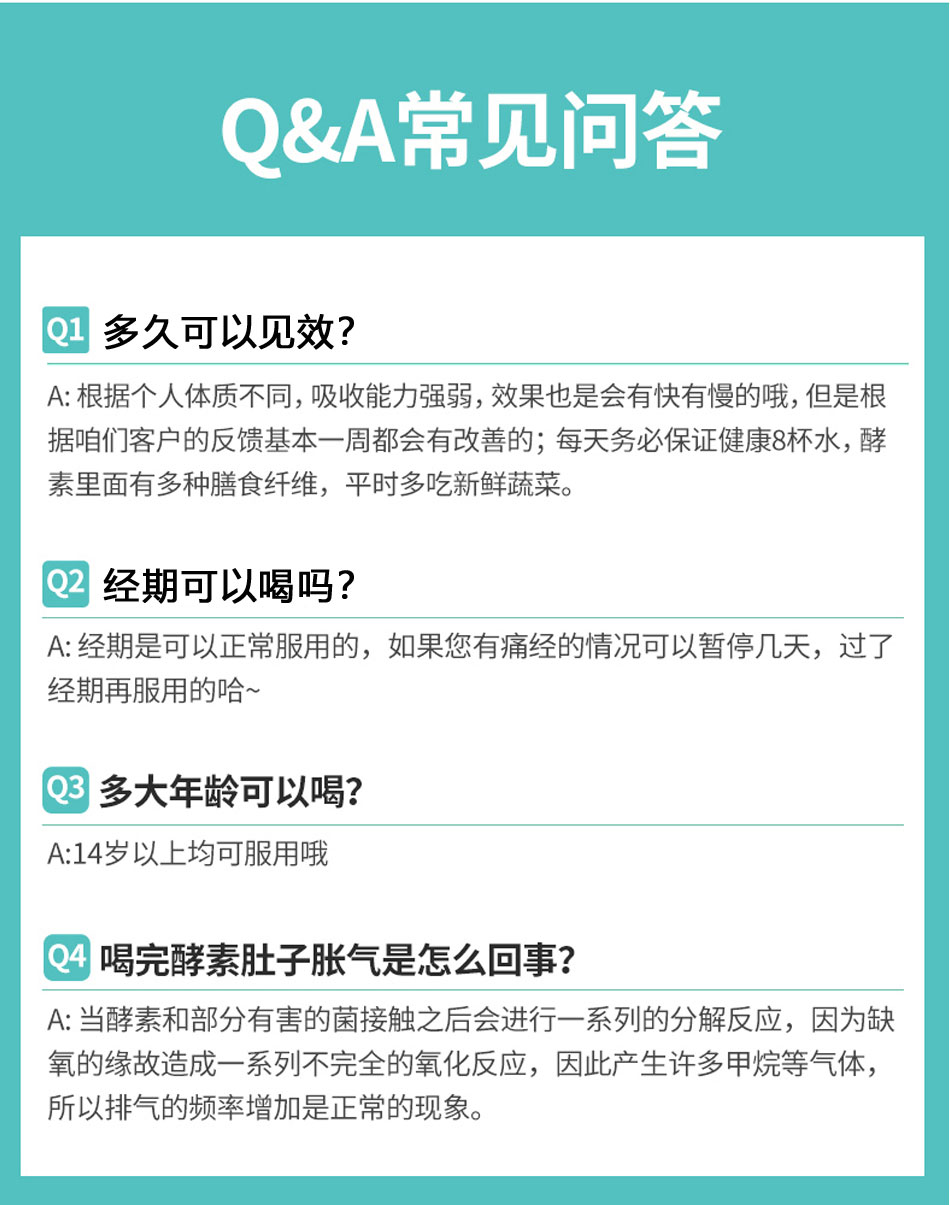 Q&A常见问答
Q1 多久可以见效?
A: 根据个人体质不同，吸收能力强弱，效果也是会有快有慢的哦，但是根
据咱们客户的反馈基本一周都会有改善的；每天务必保证健康8杯水，酵
素里面有多种膳食纤维，平时多吃新鲜蔬菜。
Q2 经期可以喝吗?
A: 经期是可以正常服用的，如果您有痛经的情况可以暂停几天，过了
经期再服用的哈~
Q3 多大年龄可以喝?
A:14岁以上均可服用哦
Q4 喝完酵素肚子胀气是怎么回事?
A: 当酵素和部分有害的菌接触之后会进行一系列的分解反应，因为缺
氧的缘故造成一系列不完全的氧化反应，因此产生许多甲烷等气体，
所以排气的频率增加是正常的现象。